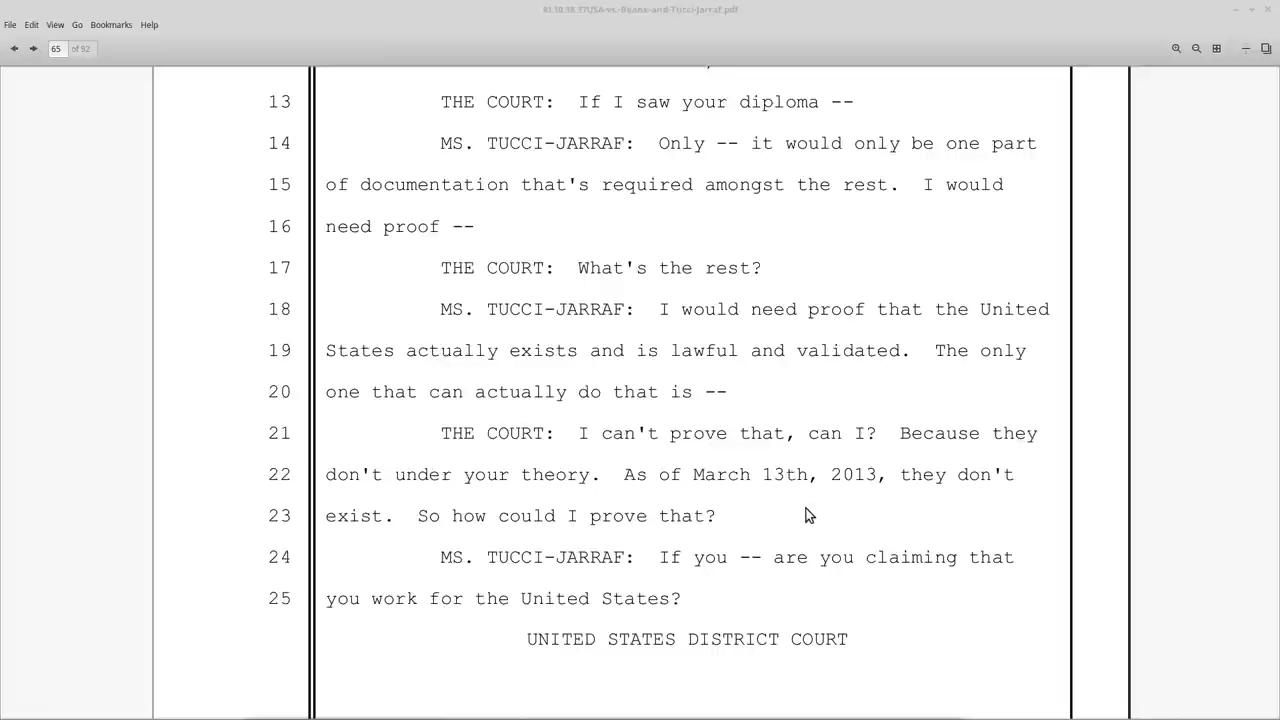 File Edit View Go Bookmarks Help
65 of 92
13 THE COURT: If I saw your diploma --
14 MS. TUCCI-JARRAF: Only -- it would only be one part
15 of documentation that's required amongst the rest. I would
16 need proof --
17 THE COURT: What's the rest?
18 MS. TUCCI-JARRAF: I would need proof that the United
19 States actually exists and is lawful and validated. The only
20 one that can actually do that is --
21 THE COURT: I can't prove that, can I? Because they
22 don't under your theory. As of March 13th, 2013, they don't
23 exist. So how could I prove that?
24 MS. TUCCI-JARRAF: If you -- are you claiming that
25 you work for the United States?
UNITED STATES DISTRICT COURT